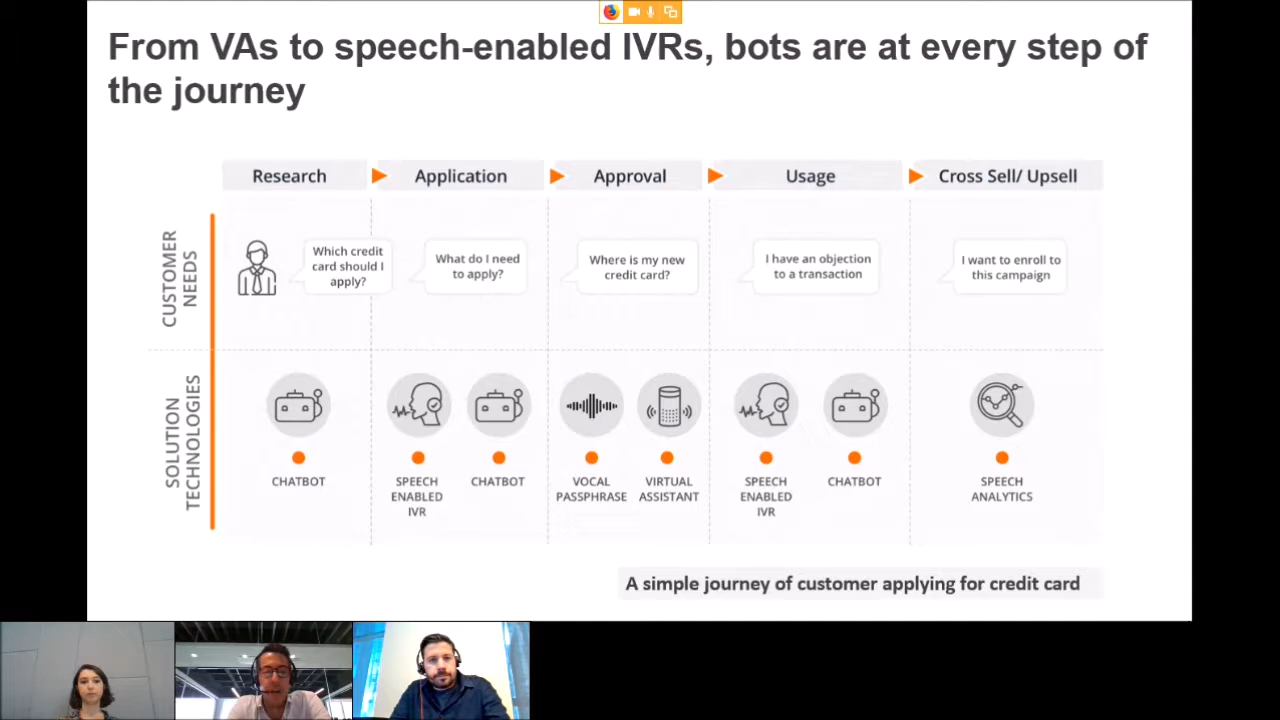 From VAs to speech-enabled IVRs, bots are at every step of
the journey
Research
Application
Approval
Usage
Cross Sell/ Upsell
CUSTOMER
NEEDS
Which credit
card should I
apply?
What do I need
to apply?
Where is my new
credit card?
I have an objection
to a transaction
I want to enroll to
this campaign
SOLUTION
TECHNOLOGIES
CHATBOT
SPEECH
ENABLED
IVR
CHATBOT
VOCAL
PASSPHRASE
VIRTUAL
ASSISTANT
SPEECH
ENABLED
IVR
CHATBOT
SPEECH
ANALYTICS
A simple journey of customer applying for credit card